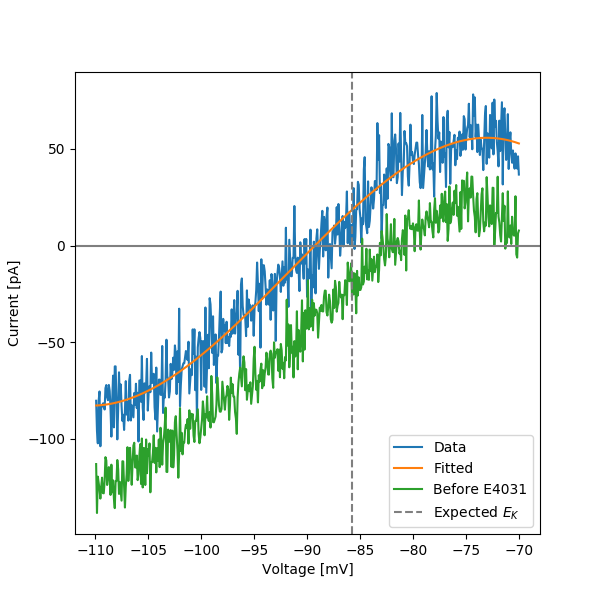 50
0
−50
−100
Current [pA]
−110
−105
−100
−95
−90
−85
−80
−75
−70
Voltage [mV]
Data
Fitted
Before E4031
Expected E_K